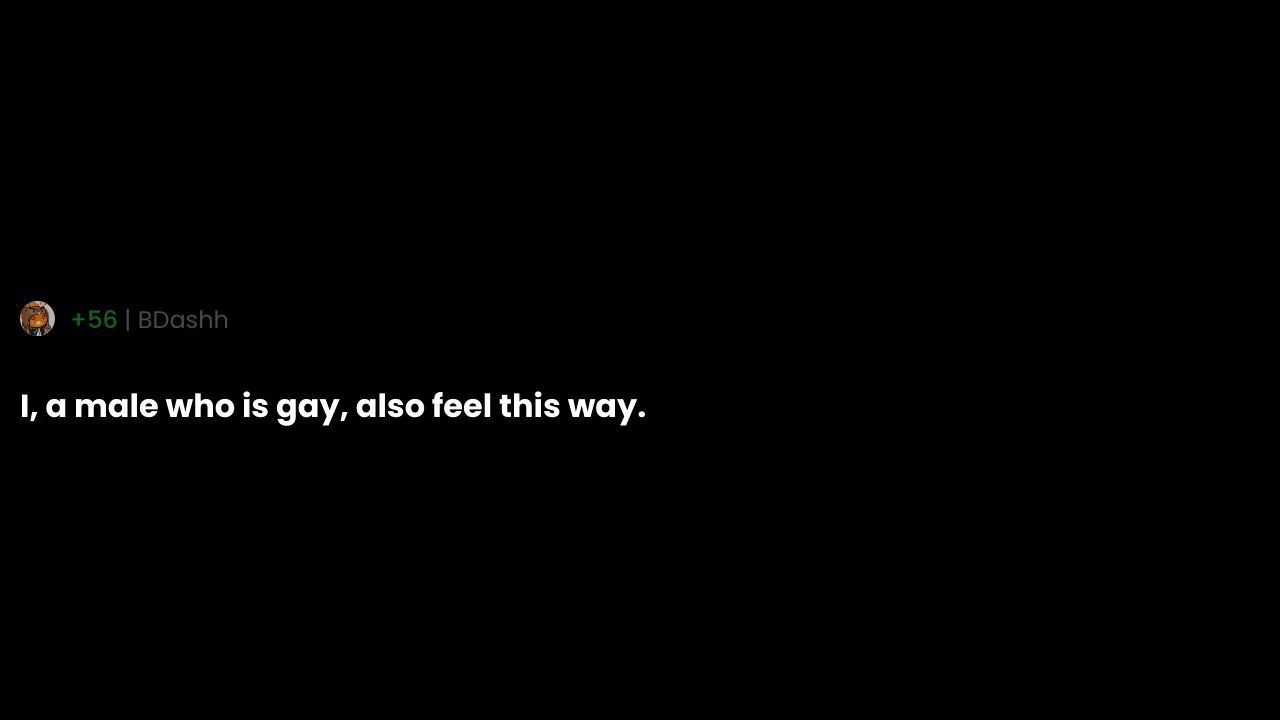 +56 | BDashh
I, a male who is gay, also feel this way.